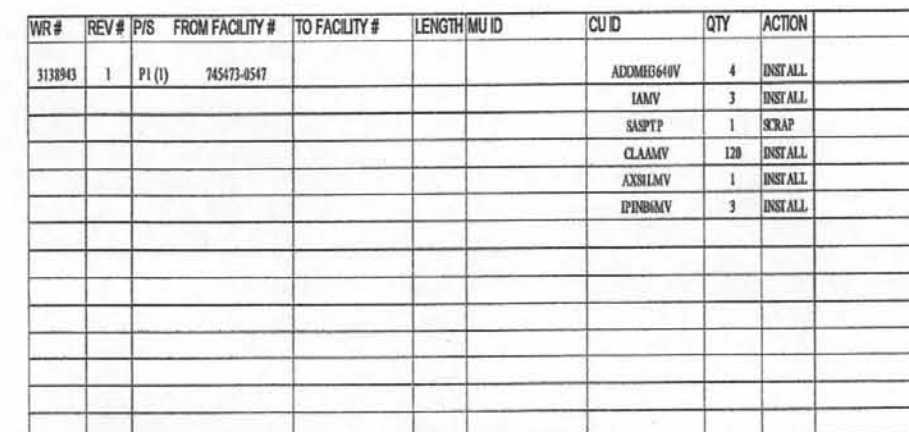 WR # REV # P/S FROM FACILITY # TO FACILITY # LENGTH MU ID CU ID QTY ACTION
3138943 1 P1 (1) 745473-0547 ADDMH3640V 4 INSTALL
IAMV 3 INSTALL
SASPTP 1 SCRAP
CLAAMV 120 INSTALL
AXSILMV 1 INSTALL
IPINB6MV 3 INSTALL